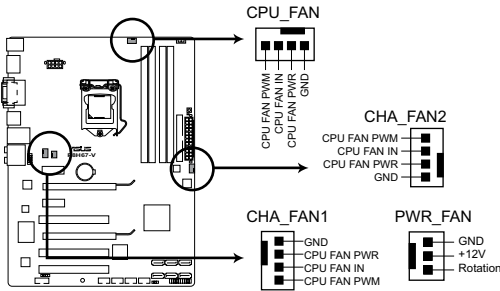 CPU_FAN
CPU FAN PWM
CPU FAN IN
CPU FAN PWR
GND
CHA_FAN2
CPU FAN PWM
CPU FAN IN
CPU FAN PWR
GND
P8H67-V
CHA_FAN1
GND
CPU FAN PWR
CPU FAN IN
CPU FAN PWM
PWR_FAN
GND
+12V
Rotation